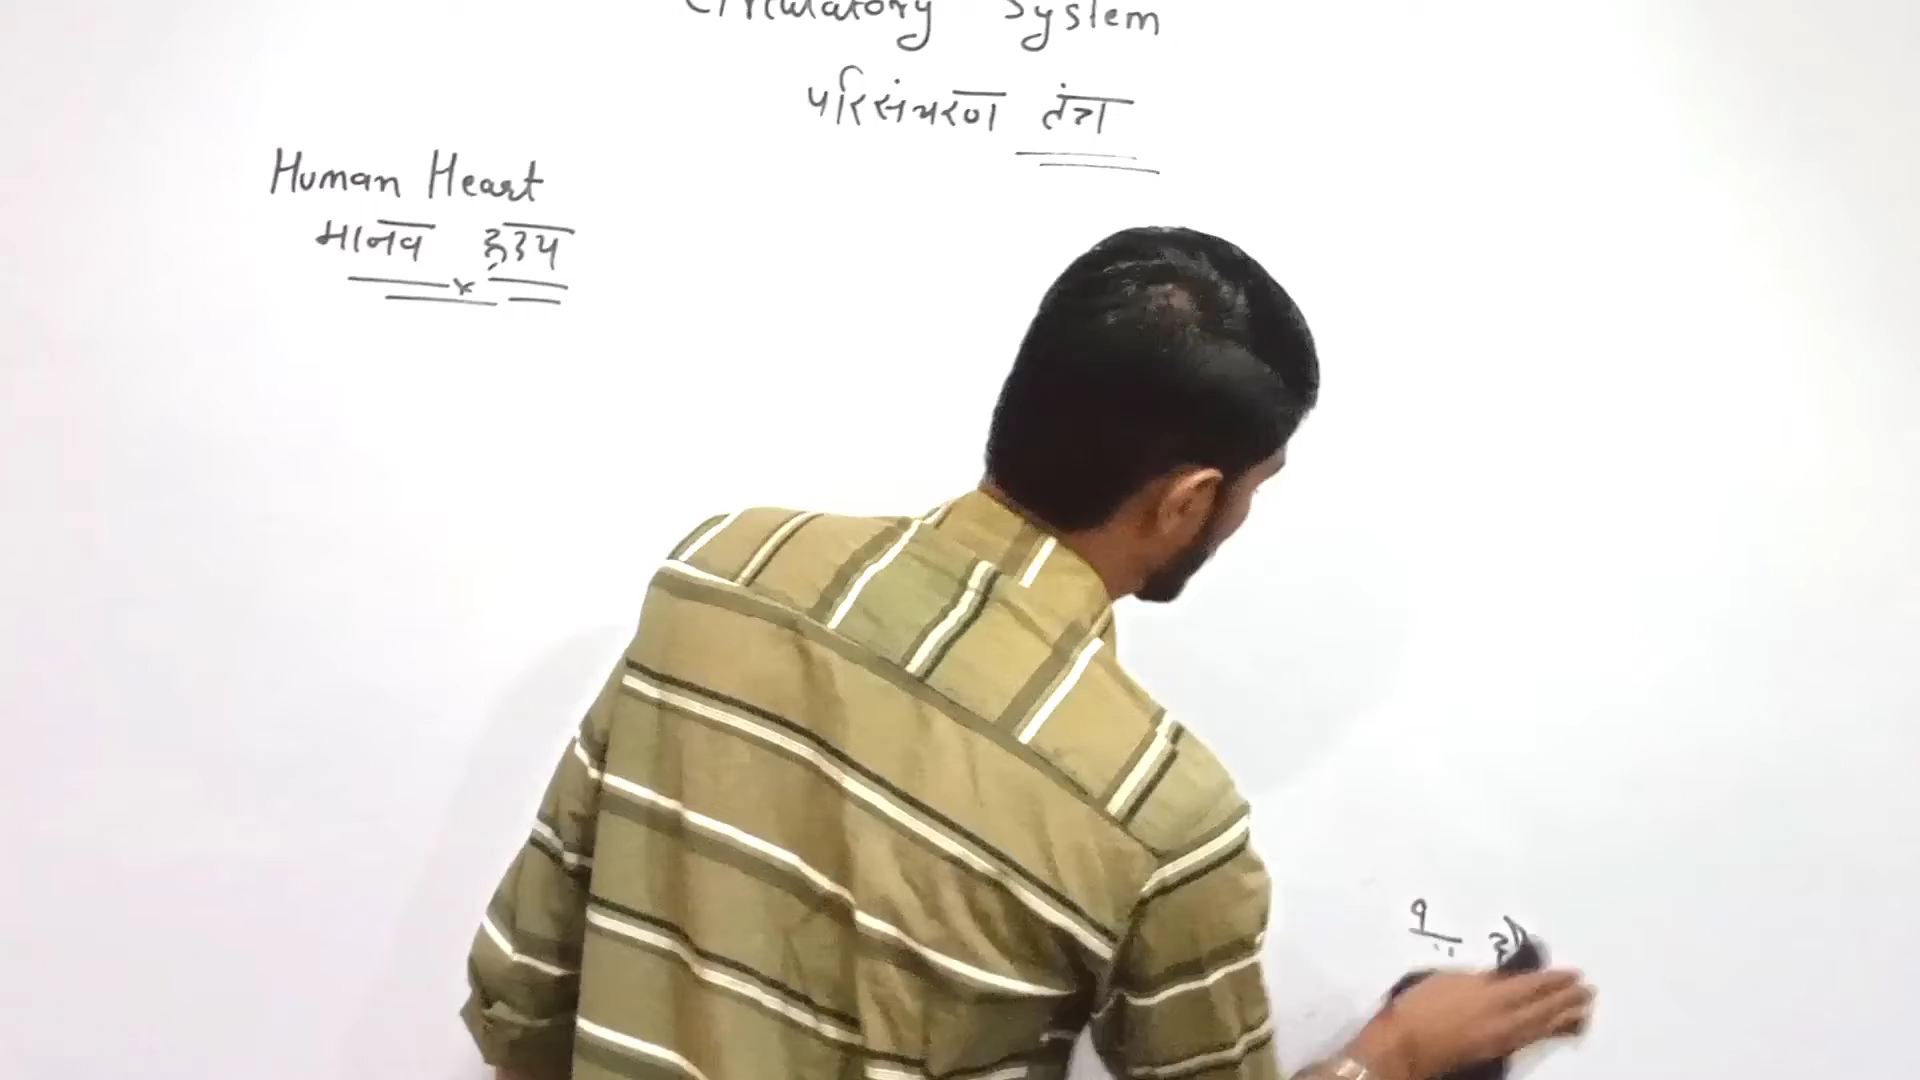 Circulatory System
परिसंचरण तंत्र
Human Heart
मानव हृदय